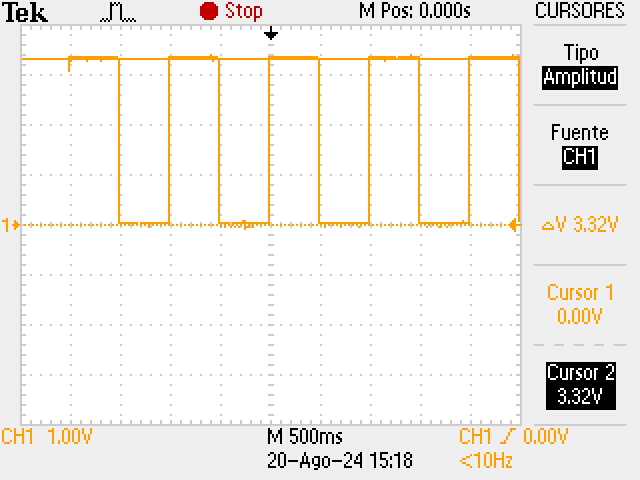 Tek Stop M Pos: 0.000s CURSORES
Tipo
Amplitud
Fuente
CH1
1
△V 3.32V
Cursor 1
0.00V
Cursor 2
3.32V
CH1 1.00V M 500ms CH1 0.00V
20-Ago-24 15:18 <10Hz